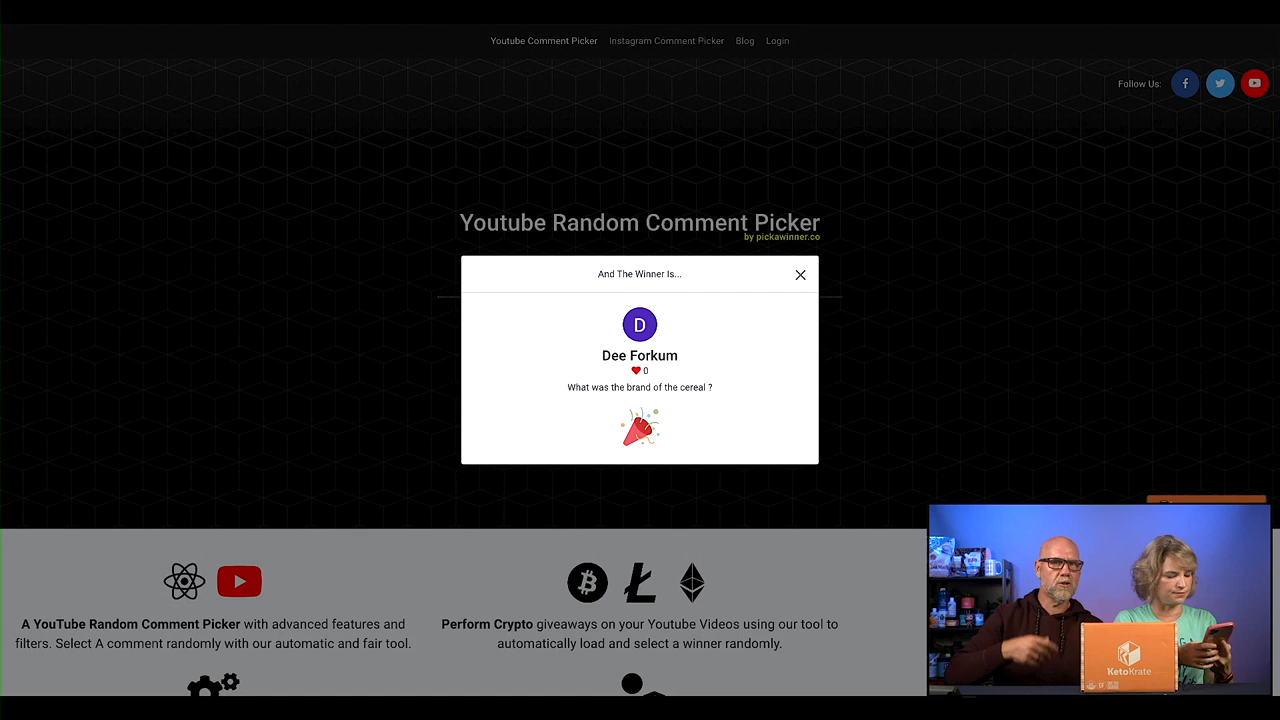 Youtube Comment Picker Instagram Comment Picker Blog Login
Follow Us:
Youtube Random Comment Picker
by pickawinner.co
And The Winner Is...
D
Dee Forkum
0
What was the brand of the cereal ?
A YouTube Random Comment Picker with advanced features and
filters. Select A comment randomly with our automatic and fair tool.
Perform Crypto giveaways on your Youtube Videos using our tool to
automatically load and select a winner randomly.
KetoKrate